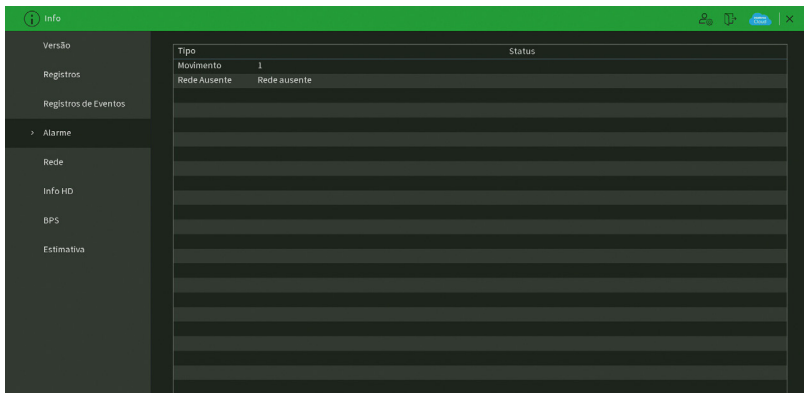 Info
Versão
Registros
Registros de Eventos
Alarme
Rede
Info HD
BPS
Estimativa
Tipo Status
Movimento 1
Rede Ausente Rede ausente